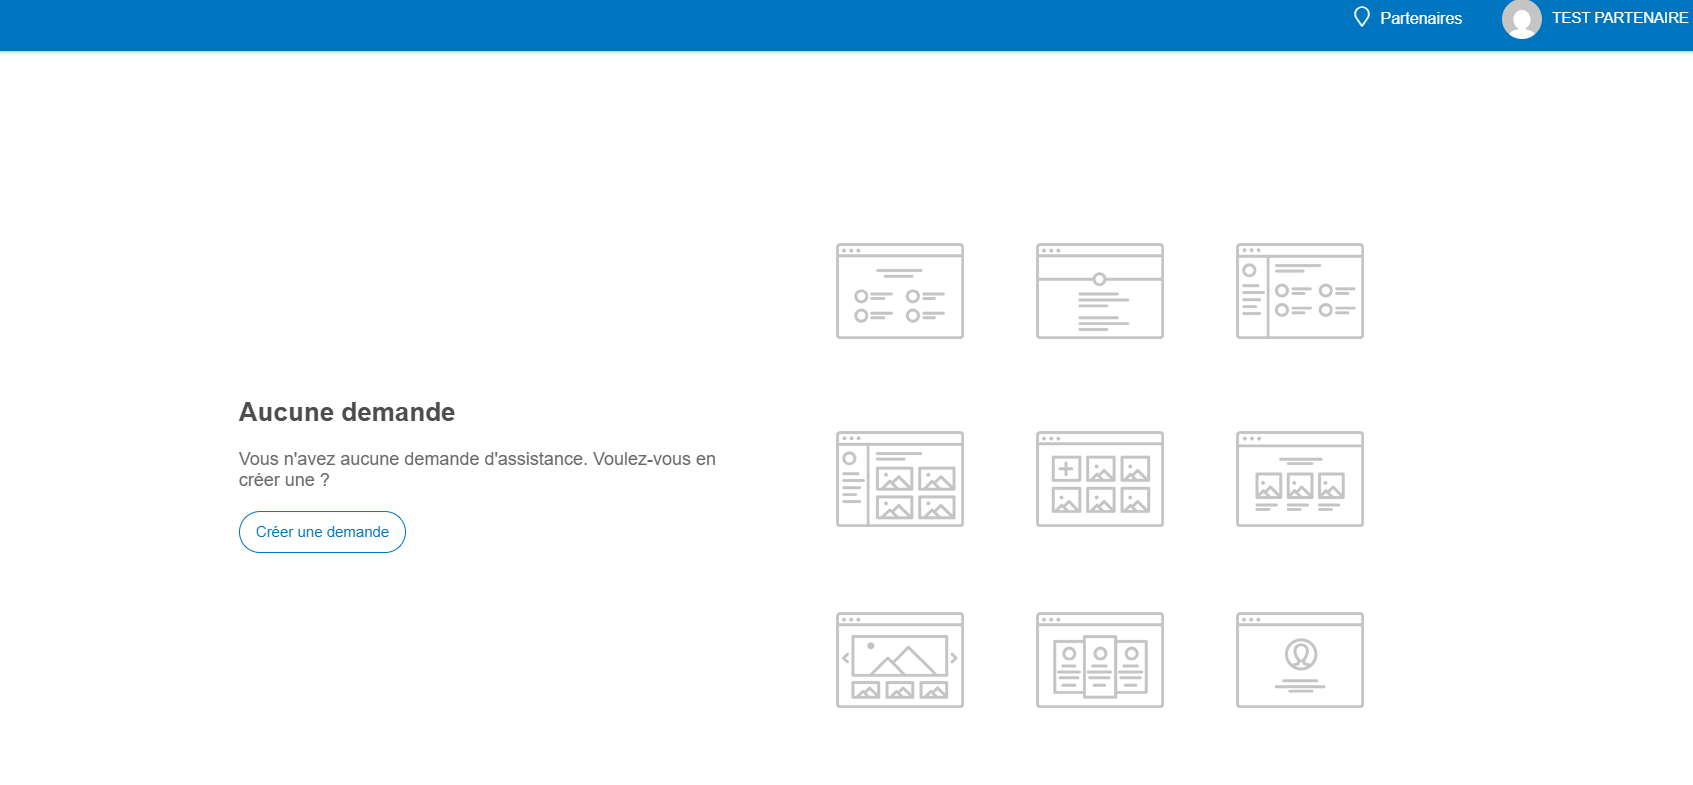 Partenaires
TEST PARTENAIRE
Aucune demande
Vous n'avez aucune demande d'assistance. Voulez-vous en
créer une ?
Créer une demande